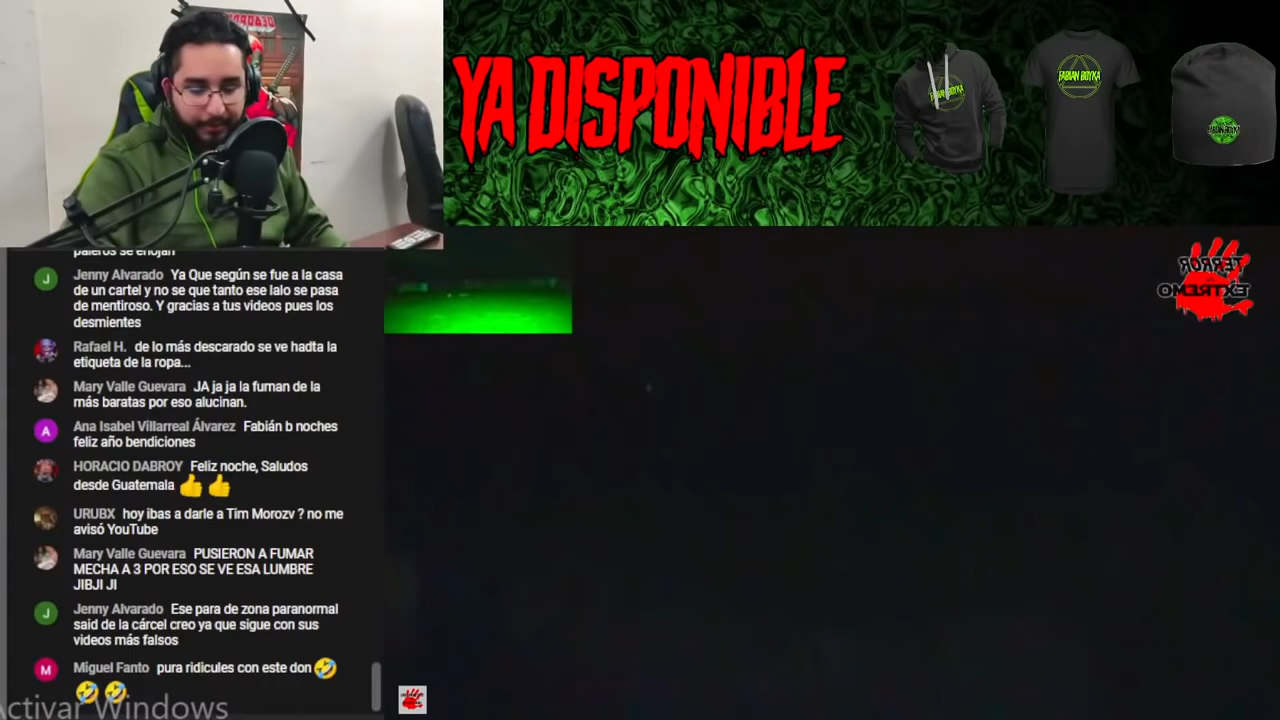 DEADPOOL
YA DISPONIBLE
FABIAN BOYKA
FABIAN BOYKA
TERROR
EXTREMO
paleros se enojan
Jenny Alvarado Ya Que según se fue a la casa
de un cartel y no se que tanto ese lalo se pasa
de mentiroso. Y gracias a tus videos pues los
desmientes
Rafael H. de lo más descarado se ve hadta la
etiqueta de la ropa...
Mary Valle Guevara JA ja ja la fuman de la
más baratas por eso alucinan.
Ana Isabel Villarreal Álvarez Fabián b noches
feliz año bendiciones
HORACIO DABROY Feliz noche, Saludos
desde Guatemala
URUBX hoy ibas a darle a Tim Morozv ? no me
avisó YouTube
Mary Valle Guevara PUSIERON A FUMAR
MECHA A 3 POR ESO SE VE ESA LUMBRE
JIBJI JI
Jenny Alvarado Ese para de zona paranormal
said de la cárcel creo ya que sigue con sus
videos más falsos
Miguel Fanto pura ridicules con este don
Activar Windows